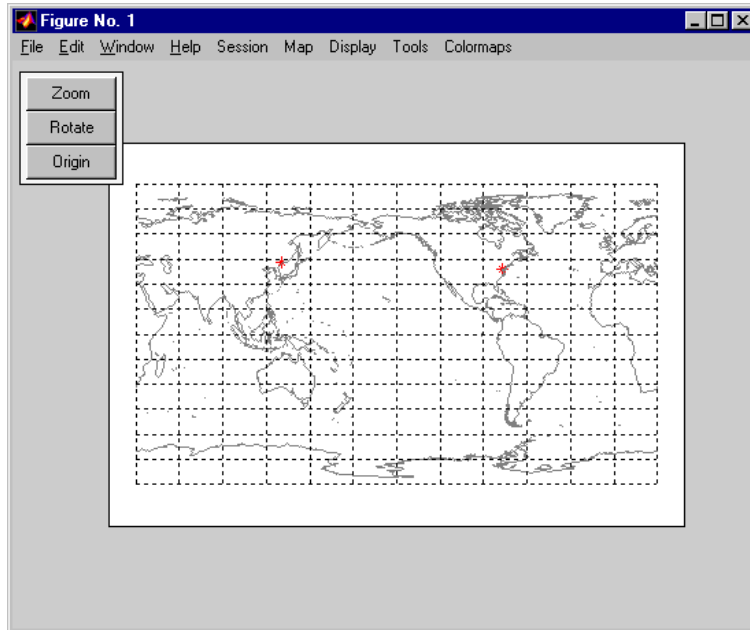 Figure No. 1
File Edit Window Help Session Map Display Tools Colormaps
Zoom
Rotate
Origin